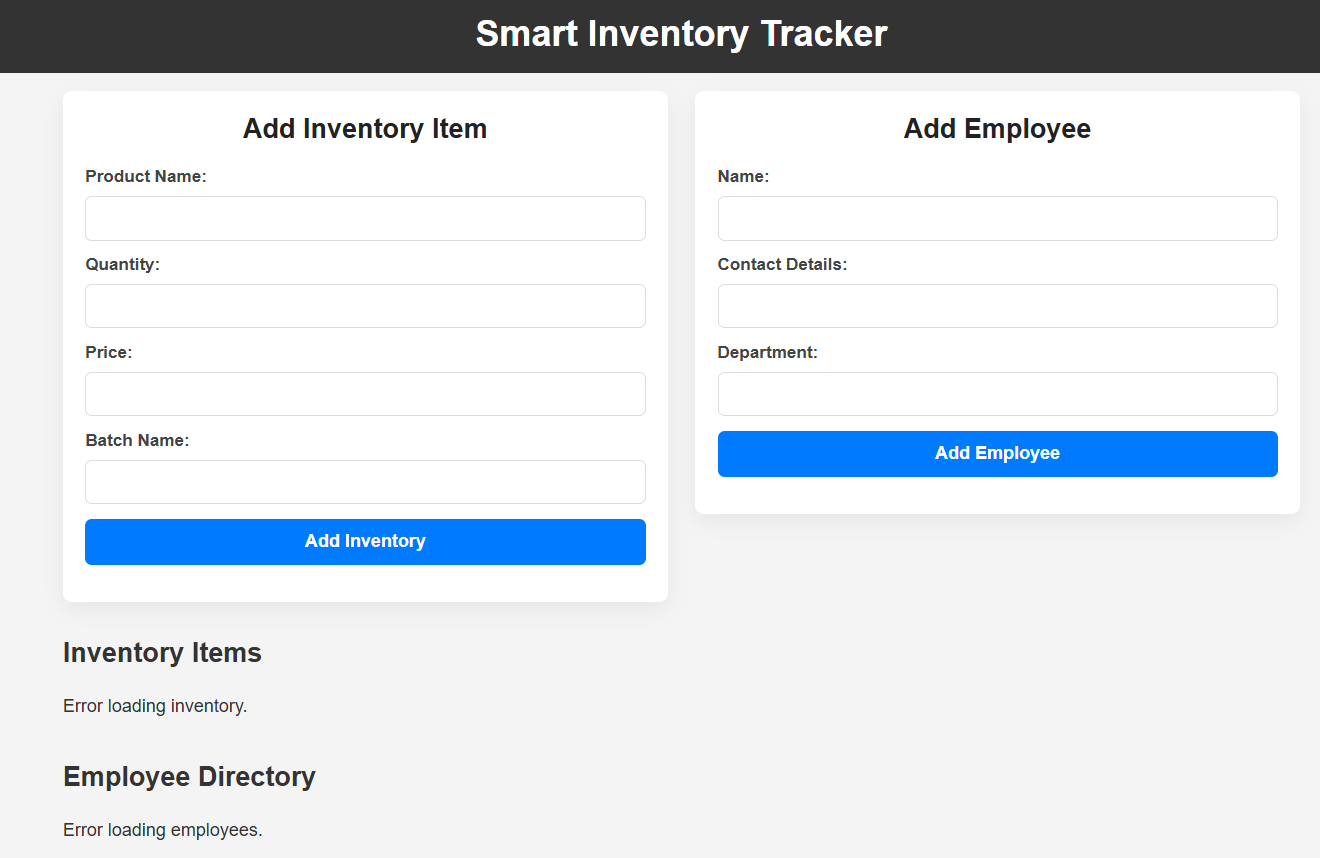 Smart Inventory Tracker
Add Inventory Item
Product Name:
Quantity:
Price:
Batch Name:
Add Inventory
Add Employee
Name:
Contact Details:
Department:
Add Employee
Inventory Items
Error loading inventory.
Employee Directory
Error loading employees.